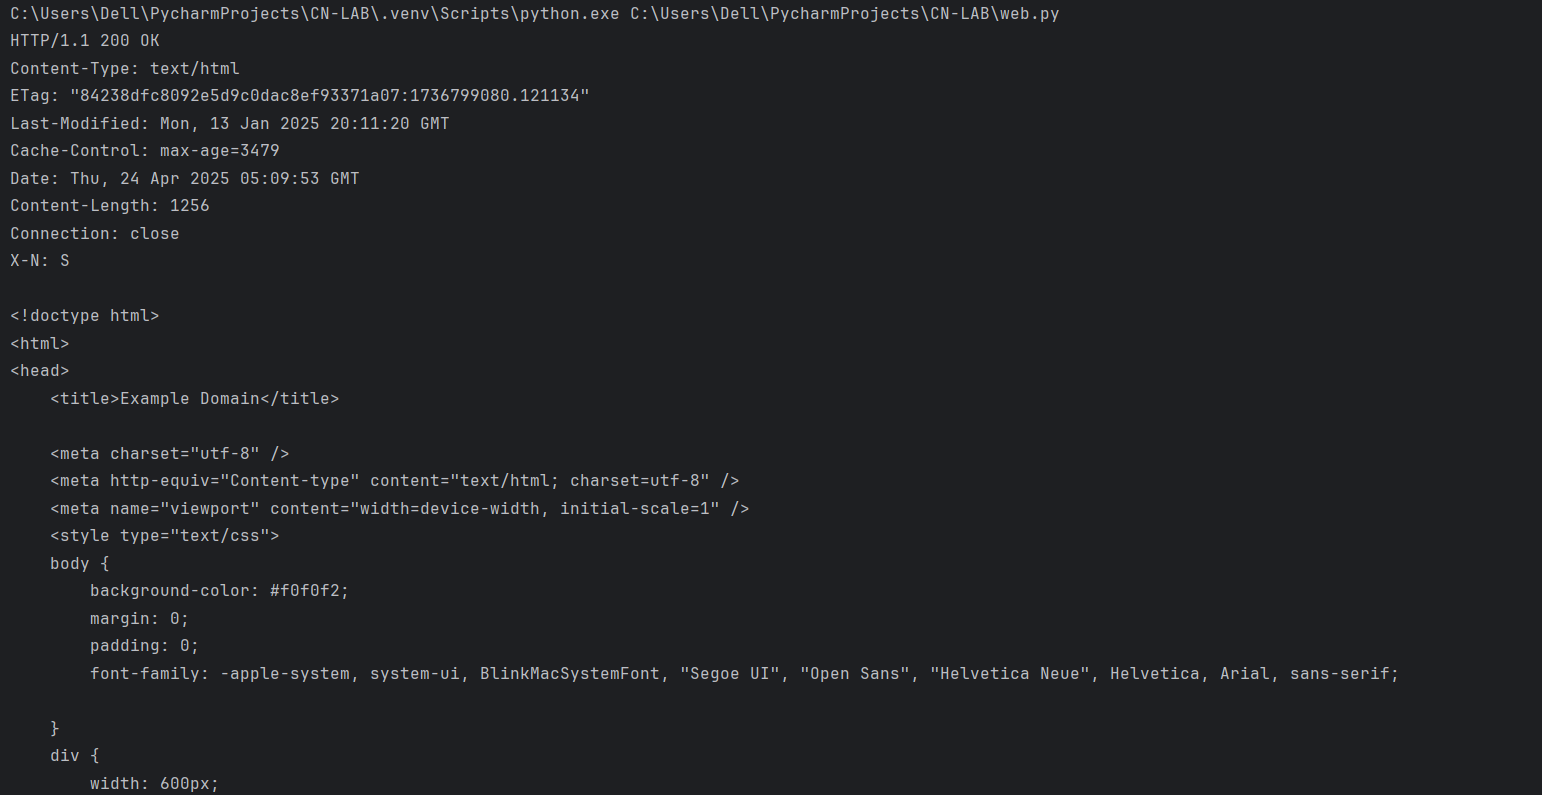 C:\Users\Dell\PycharmProjects\CN-LAB\.venv\Scripts\python.exe C:\Users\Dell\PycharmProjects\CN-LAB\web.py
HTTP/1.1 200 OK
Content-Type: text/html
ETag: "84238dfc8092e5d9c0dac8ef93371a07:1736799080.121134"
Last-Modified: Mon, 13 Jan 2025 20:11:20 GMT
Cache-Control: max-age=3479
Date: Thu, 24 Apr 2025 05:09:53 GMT
Content-Length: 1256
Connection: close
X-N: S

<!doctype html>
<html>
<head>
    <title>Example Domain</title>

    <meta charset="utf-8" />
    <meta http-equiv="Content-type" content="text/html; charset=utf-8" />
    <meta name="viewport" content="width=device-width, initial-scale=1" />
    <style type="text/css">
    body {
        background-color: #f0f0f2;
        margin: 0;
        padding: 0;
        font-family: -apple-system, system-ui, BlinkMacSystemFont, "Segoe UI", "Open Sans", "Helvetica Neue", Helvetica, Arial, sans-serif;

    }
    div {
        width: 600px;